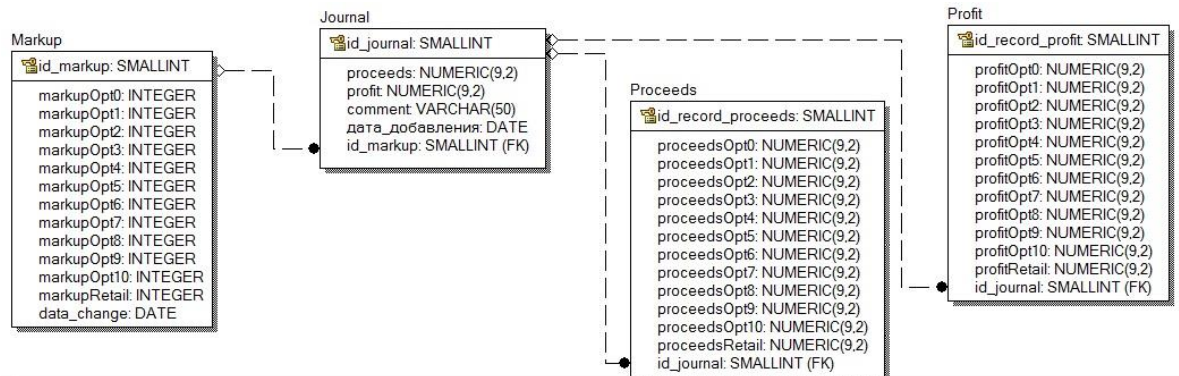 Markup
id_markup: SMALLINT
markupOpt0: INTEGER
markupOpt1: INTEGER
markupOpt2: INTEGER
markupOpt3: INTEGER
markupOpt4: INTEGER
markupOpt5: INTEGER
markupOpt6: INTEGER
markupOpt7: INTEGER
markupOpt8: INTEGER
markupOpt9: INTEGER
markupOpt10: INTEGER
markupRetail: INTEGER
data_change: DATE
Journal
id_journal: SMALLINT
proceeds: NUMERIC(9,2)
profit: NUMERIC(9,2)
comment: VARCHAR(50)
дата_добавления: DATE
id_markup: SMALLINT (FK)
Proceeds
id_record_proceeds: SMALLINT
proceedsOpt0: NUMERIC(9,2)
proceedsOpt1: NUMERIC(9,2)
proceedsOpt2: NUMERIC(9,2)
proceedsOpt3: NUMERIC(9,2)
proceedsOpt4: NUMERIC(9,2)
proceedsOpt5: NUMERIC(9,2)
proceedsOpt6: NUMERIC(9,2)
proceedsOpt7: NUMERIC(9,2)
proceedsOpt8: NUMERIC(9,2)
proceedsOpt9: NUMERIC(9,2)
proceedsOpt10: NUMERIC(9,2)
proceedsRetail: NUMERIC(9,2)
id_journal: SMALLINT (FK)
Profit
id_record_profit: SMALLINT
profitOpt0: NUMERIC(9,2)
profitOpt1: NUMERIC(9,2)
profitOpt2: NUMERIC(9,2)
profitOpt3: NUMERIC(9,2)
profitOpt4: NUMERIC(9,2)
profitOpt5: NUMERIC(9,2)
profitOpt6: NUMERIC(9,2)
profitOpt7: NUMERIC(9,2)
profitOpt8: NUMERIC(9,2)
profitOpt9: NUMERIC(9,2)
profitOpt10: NUMERIC(9,2)
profitRetail: NUMERIC(9,2)
id_journal: SMALLINT (FK)